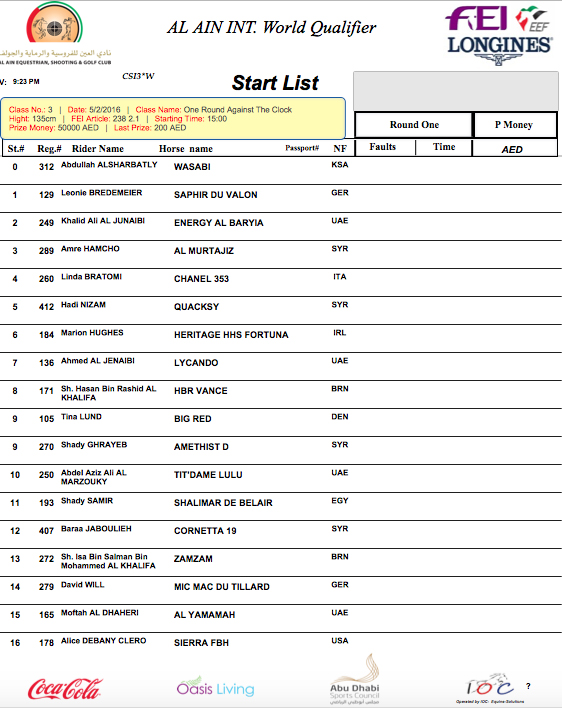 AL AIN INT. World Qualifier
FEI
EEF
LONGINES
نادي العين للفروسية والرماية والجولف
AL AIN EQUESTRIAN, SHOOTING & GOLF CLUB
V: 9:23 PM
CSI3*W
Start List
Class No.: 3 | Date: 5/2/2016 | Class Name: One Round Against The Clock
Hight: 135cm | FEI Article: 238 2.1 | Starting Time: 15:00
Prize Money: 50000 AED | Last Prize: 200 AED
Round One P Money
St.# Reg.# Rider Name Horse name Passport# NF Faults Time AED
0 312 Abdullah ALSHARBATLY WASABI KSA
1 129 Leonie BREDEMEIER SAPHIR DU VALON GER
2 249 Khalid Ali AL JUNAIBI ENERGY AL BARYIA UAE
3 289 Amre HAMCHO AL MURTAJIZ SYR
4 260 Linda BRATOMI CHANEL 353 ITA
5 412 Hadi NIZAM QUACKSY SYR
6 184 Marion HUGHES HERITAGE HHS FORTUNA IRL
7 136 Ahmed AL JENAIBI LYCANDO UAE
8 171 Sh. Hasan Bin Rashid AL KHALIFA HBR VANCE BRN
9 105 Tina LUND BIG RED DEN
9 270 Shady GHRAYEB AMETHIST D SYR
10 250 Abdel Aziz Ali AL MARZOUKY TIT'DAME LULU UAE
11 193 Shady SAMIR SHALIMAR DE BELAIR EGY
12 407 Baraa JABOULIEH CORNETTA 19 SYR
13 272 Sh. Isa Bin Salman Bin Mohammed AL KHALIFA ZAMZAM BRN
14 279 David WILL MIC MAC DU TILLARD GER
15 165 Moftah AL DHAHERI AL YAMAMAH UAE
16 178 Alice DEBANY CLERO SIERRA FBH USA
Coca-Cola
Oasis Living
Abu Dhabi
Sports Council
مجلس أبوظبي الرياضي
IOC
?
Operated by IOC- Equine Solutions